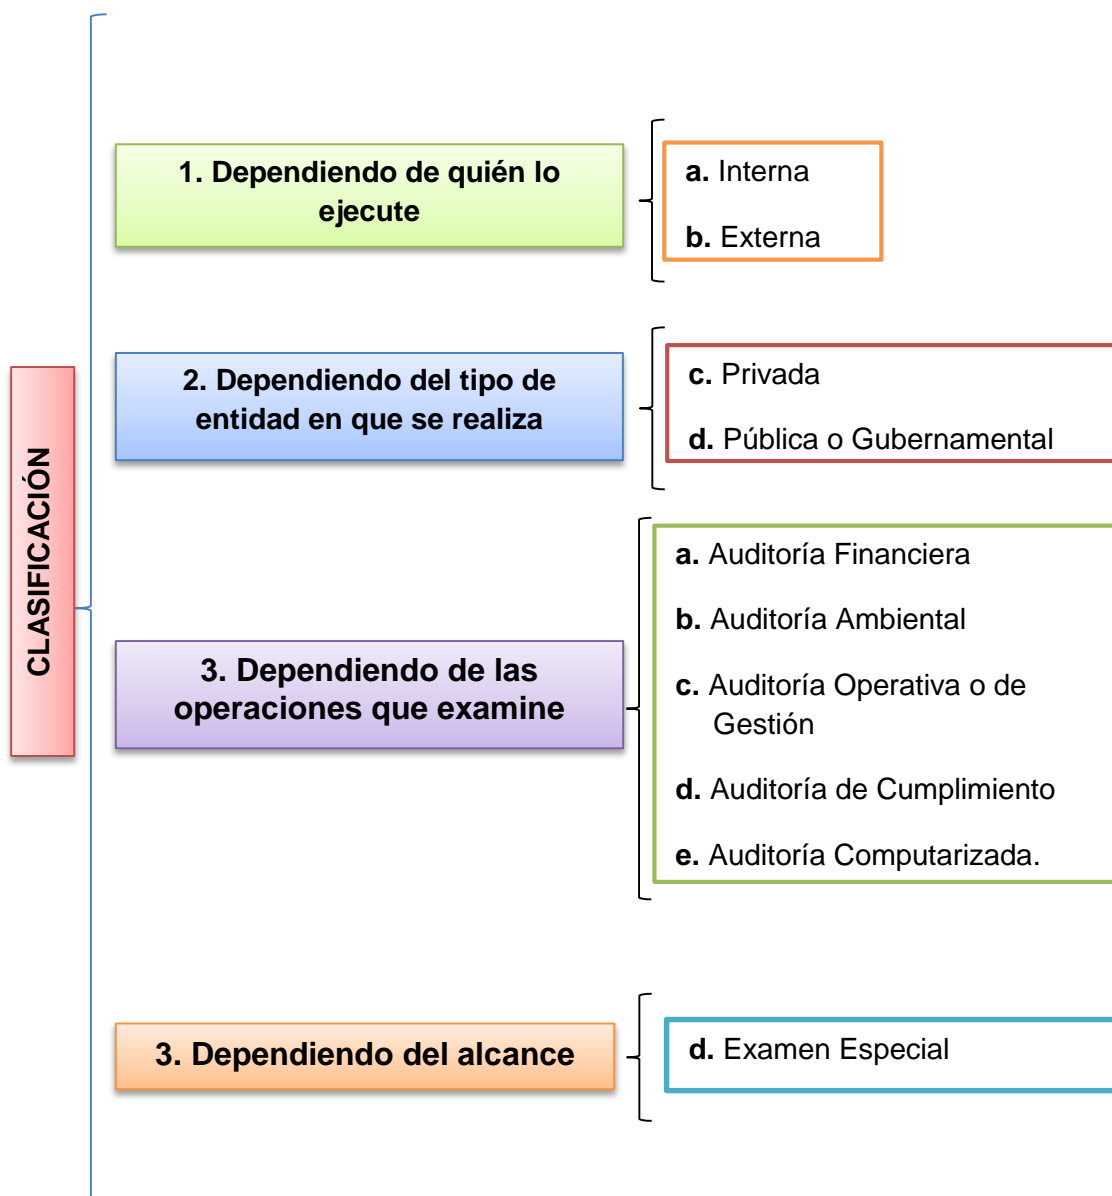 CLASIFICACIÓN
1. Dependiendo de quién lo
ejecute
a. Interna
b. Externa
2. Dependiendo del tipo de
entidad en que se realiza
c. Privada
d. Pública o Gubernamental
3. Dependiendo de las
operaciones que examine
a. Auditoría Financiera
b. Auditoría Ambiental
c. Auditoría Operativa o de
Gestión
d. Auditoría de Cumplimiento
e. Auditoría Computarizada.
3. Dependiendo del alcance
d. Examen Especial